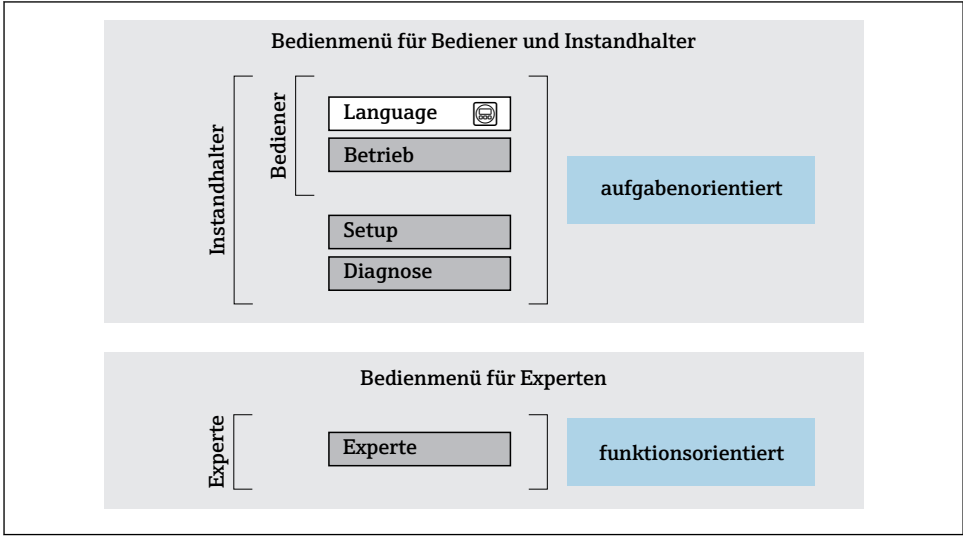 Bedienmenü für Bediener und Instandhalter
Instandhalter
Bediener
Language
Betrieb
Setup
Diagnose
aufgabenorientiert
Bedienmenü für Experten
Experte
Experte
funktionsorientiert